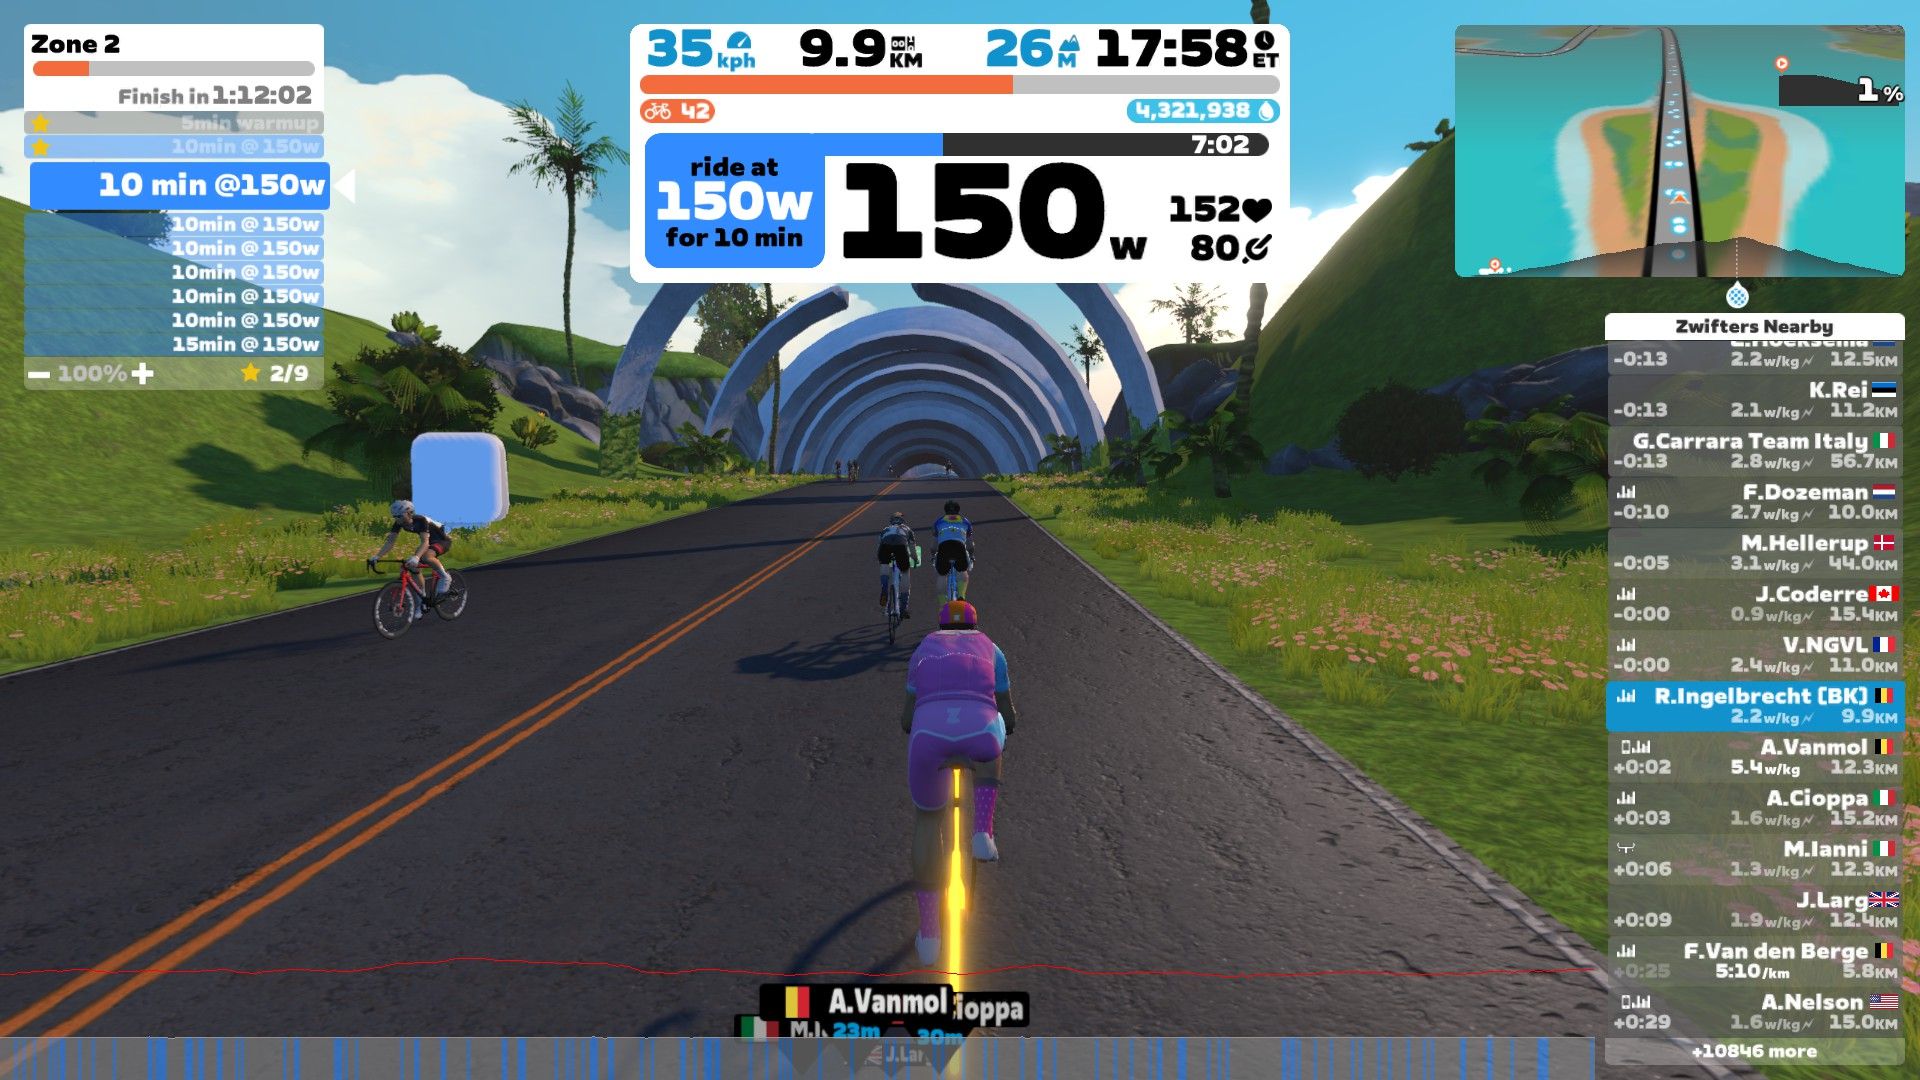 Zone 2
Finish in 1:12:02
5min warmup
10min @ 150w
10 min @150w
10min @ 150w
10min @ 150w
10min @ 150w
10min @ 150w
10min @ 150w
15min @ 150w
100%
2/9
35kph 9.9KM 26M 17:58ET
42
4,321,938
7:02
ride at
150w
for 10 min
150w
152
80
1%
Zwifters Nearby
-0:13 2.2w/kg 12.5KM
K.Rei
-0:13 2.1w/kg 11.2KM
G.Carrara Team Italy
-0:13 2.8w/kg 56.7KM
F.Dozeman
-0:10 2.7w/kg 10.0KM
M.Hellerup
-0:05 3.1w/kg 44.0KM
J.Coderre
-0:00 0.9w/kg 15.4KM
V.NGVL
-0:00 2.4w/kg 11.0KM
R.Ingelbrecht (BK)
2.2w/kg 9.9KM
A.Vanmol
+0:02 5.4w/kg 12.3KM
A.Cioppa
+0:03 1.6w/kg 15.2KM
M.Ianni
+0:06 1.3w/kg 12.3KM
J.Larg
+0:09 1.9w/kg 12.4KM
F.Van den Berge
+0:25 5:10/km 5.8KM
A.Nelson
+0:29 1.6w/kg 15.0KM
+10846 more
Z
A.Vanmol ioppa
23m 30m